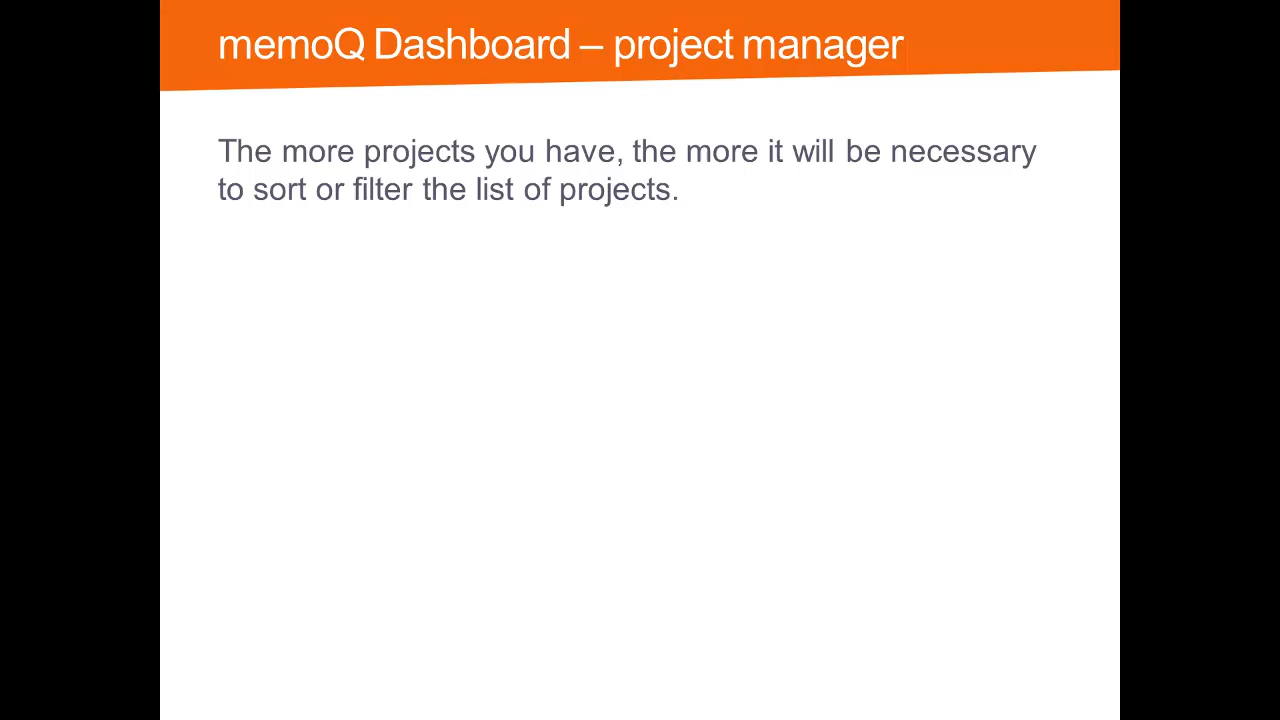 memoQ Dashboard – project manager
The more projects you have, the more it will be necessary
to sort or filter the list of projects.